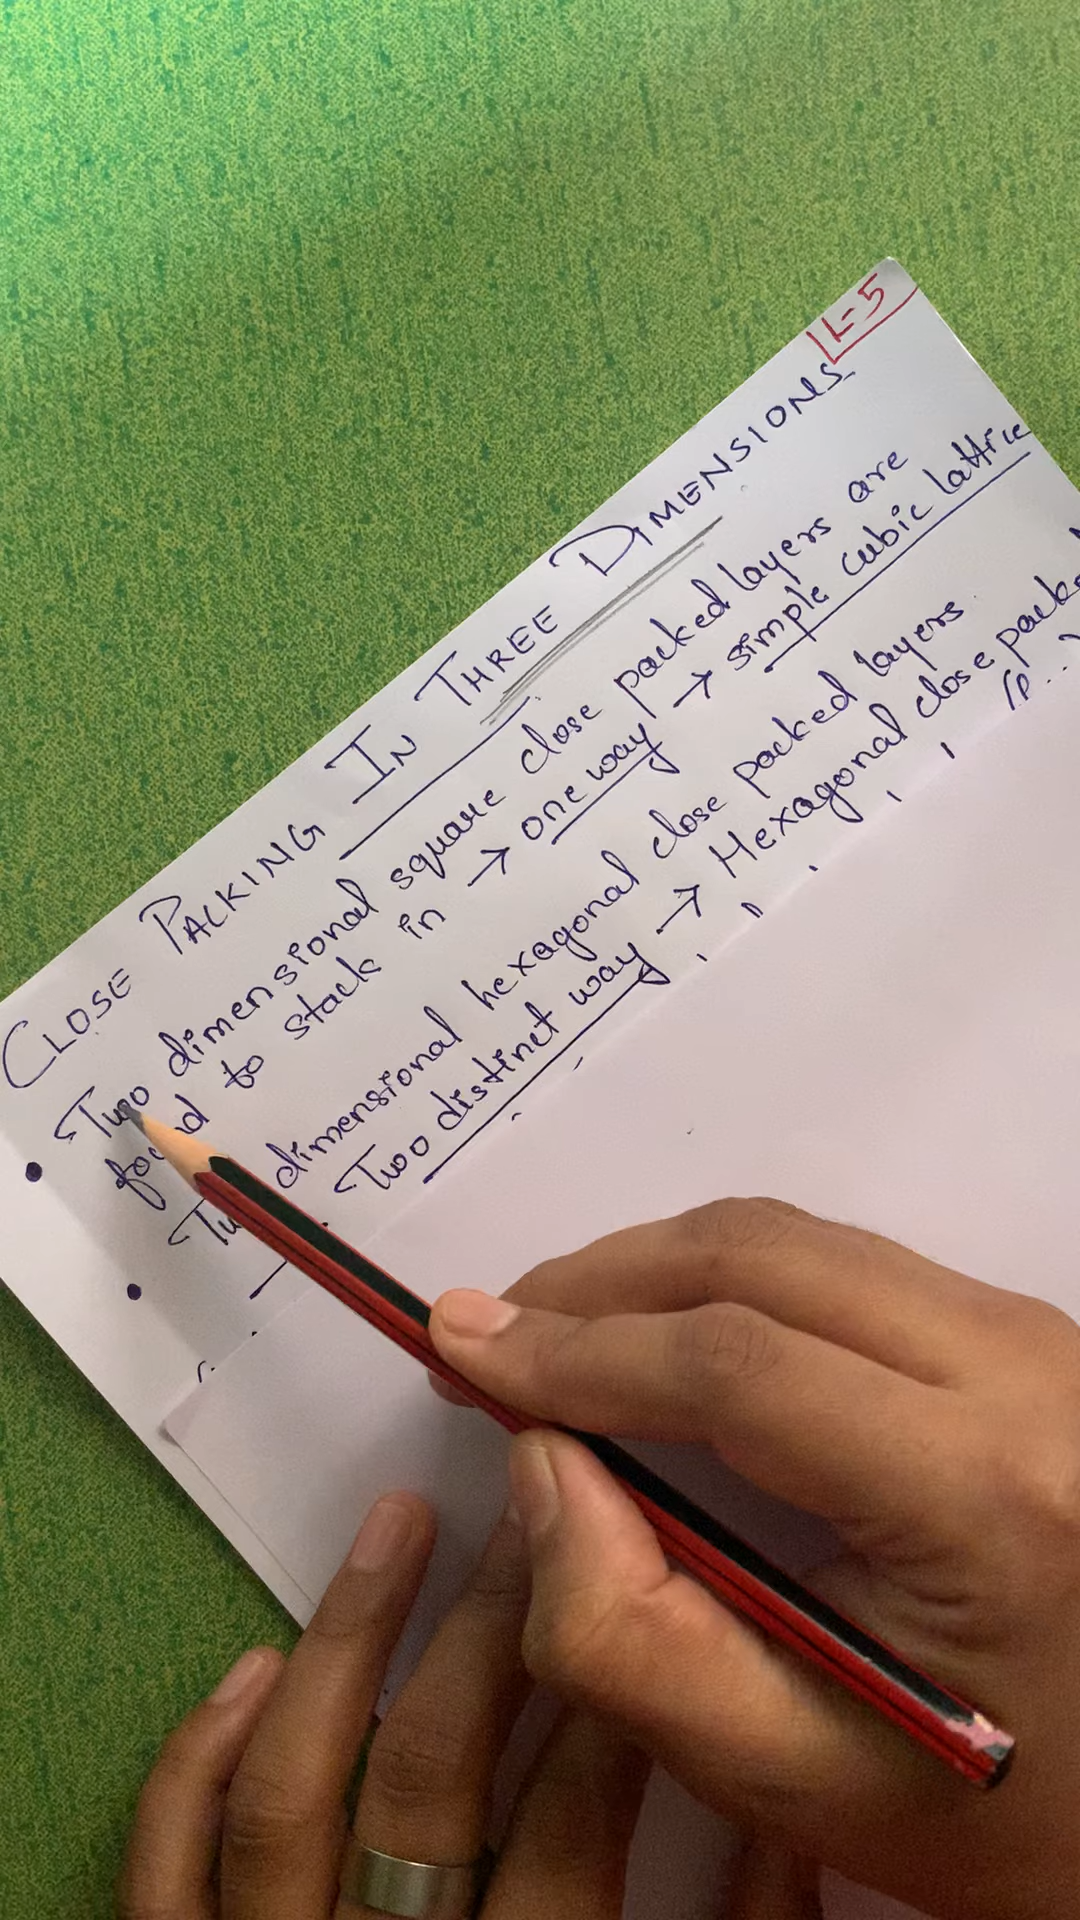 L-5
CLOSE PACKING IN THREE DIMENSIONS
Two dimensional square close packed layers are
found to stack in → one way → simple cubic lattice
Two dimensional hexagonal close packed layers
→ Two distinct way → Hexagonal close